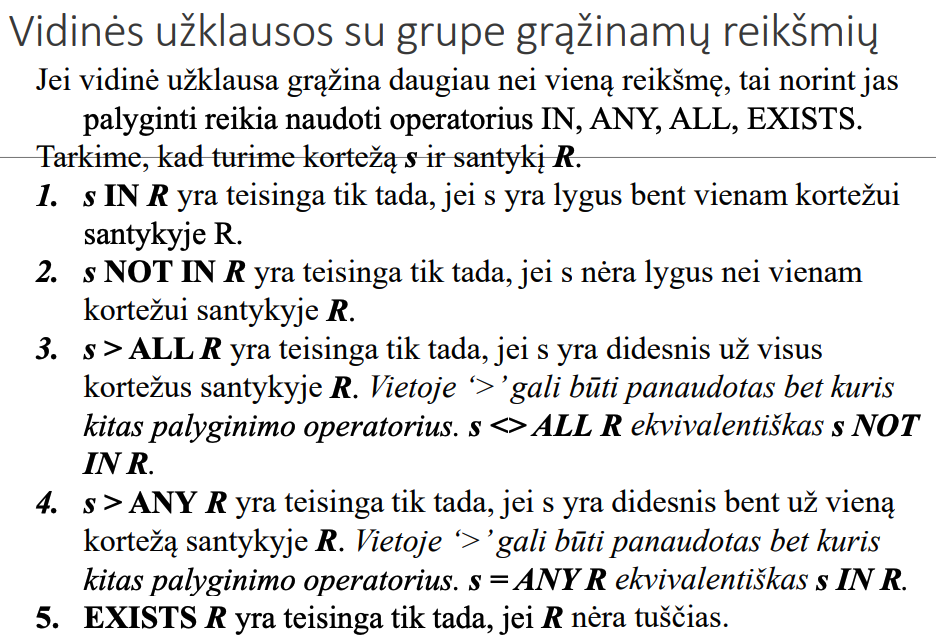 Vidinės užklausos su grupe grąžinamų reikšmių
Jei vidinė užklausa grąžina daugiau nei vieną reikšmę, tai norint jas
palyginti reikia naudoti operatorius IN, ANY, ALL, EXISTS.
Tarkime, kad turime kortežą s ir santykį R.
1. s IN R yra teisinga tik tada, jei s yra lygus bent vienam kortežui
santykyje R.
2. s NOT IN R yra teisinga tik tada, jei s nėra lygus nei vienam
kortežui santykyje R.
3. s > ALL R yra teisinga tik tada, jei s yra didesnis už visus
kortežus santykyje R. Vietoje ‘>’ gali būti panaudotas bet kuris
kitas palyginimo operatorius. s <> ALL R ekvivalentiškas s NOT
IN R.
4. s > ANY R yra teisinga tik tada, jei s yra didesnis bent už vieną
kortežą santykyje R. Vietoje ‘>’ gali būti panaudotas bet kuris
kitas palyginimo operatorius. s = ANY R ekvivalentiškas s IN R.
5. EXISTS R yra teisinga tik tada, jei R nėra tuščias.